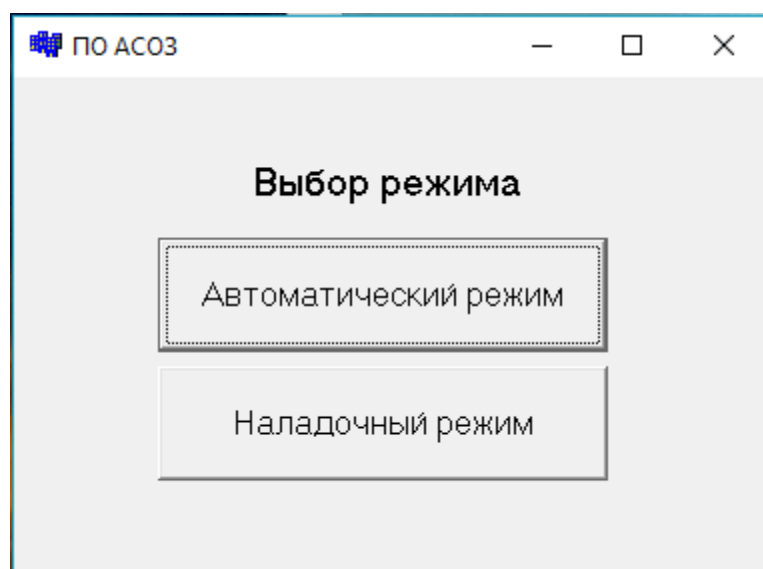 ПО АСОЗ
Выбор режима
Автоматический режим
Наладочный режим